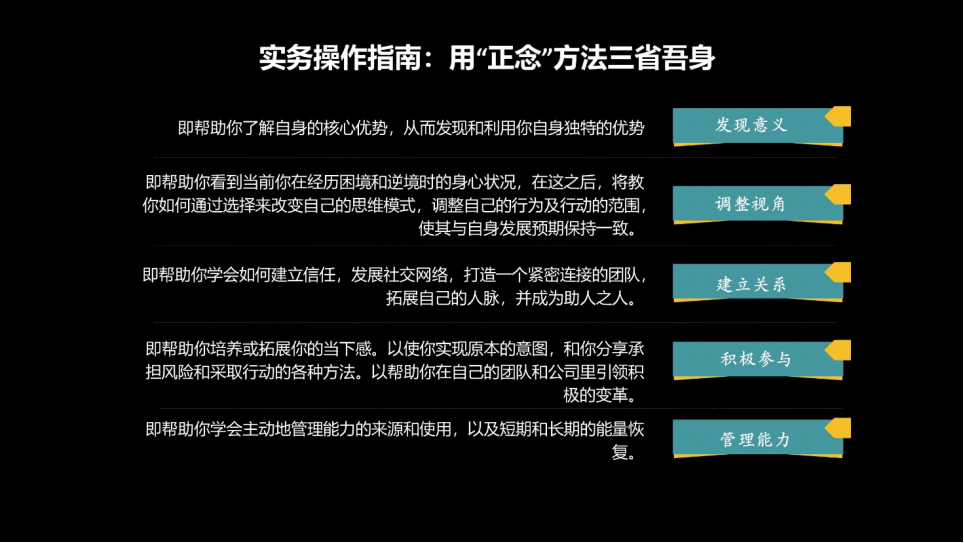 实务操作指南：用“正念”方法三省吾身
即帮助你了解自身的核心优势，从而发现和利用你自身独特的优势
发现意义
即帮助你看到当前你在经历困境和逆境时的身心状况，在这之后，将教
你如何通过选择来改变自己的思维模式，调整自己的行为及行动的范围，
使其与自身发展预期保持一致。
调整视角
即帮助你学会如何建立信任，发展社交网络，打造一个紧密连接的团队，
拓展自己的人脉，并成为助人之人。
建立关系
即帮助你培养或拓展你的当下感。以使你实现原本的意图，和你分享承
担风险和采取行动的各种方法。以帮助你在自己的团队和公司里引领积
极的变革。
积极参与
即帮助你学会主动地管理能力的来源和使用，以及短期和长期的能量恢
复。
管理能力